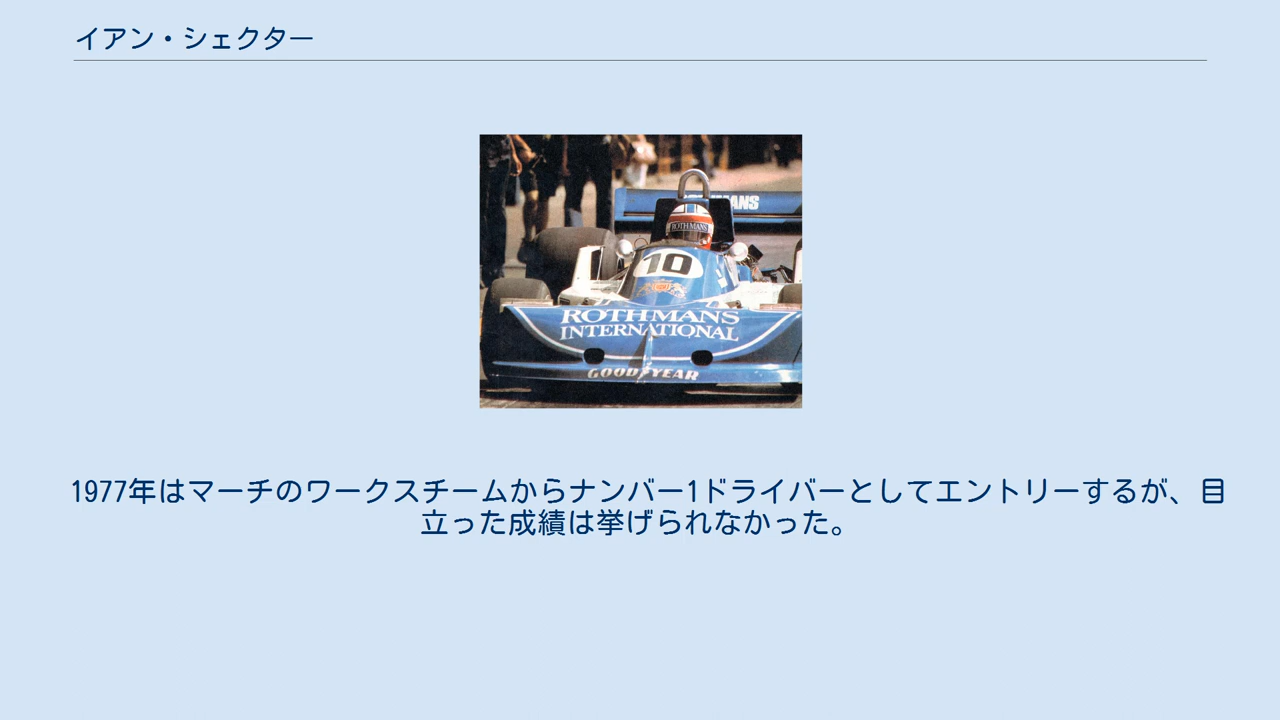 イアン・シェクター
ROTHMANS
10
ROTHMANS
INTERNATIONAL
GOODYEAR
1977年はマーチのワークスチームからナンバー1ドライバーとしてエントリーするが、目
立った成績は挙げられなかった。